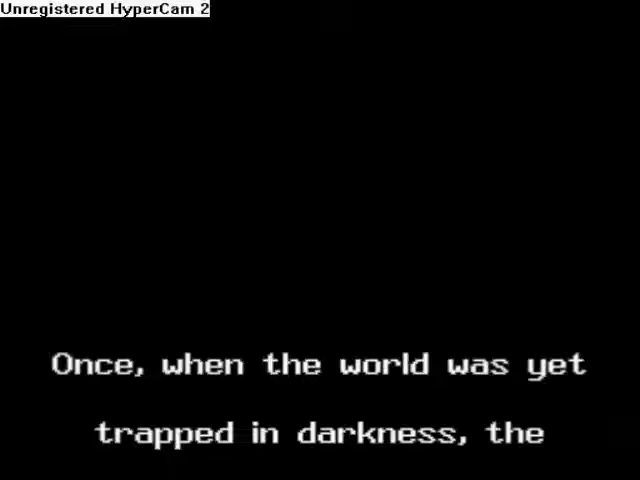 Unregistered HyperCam 2
Once, when the world was yet
trapped in darkness, the